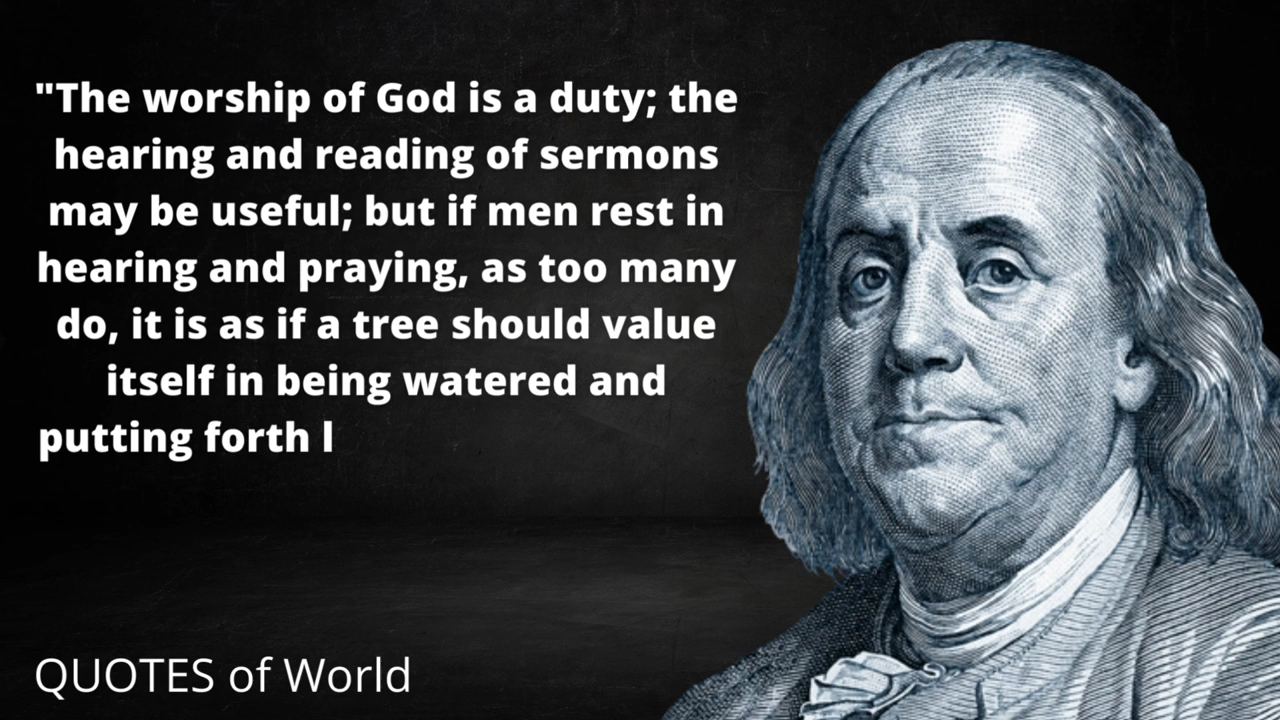 "The worship of God is a duty; the
hearing and reading of sermons
may be useful; but if men rest in
hearing and praying, as too many
do, it is as if a tree should value
itself in being watered and
putting forth l
QUOTES of World